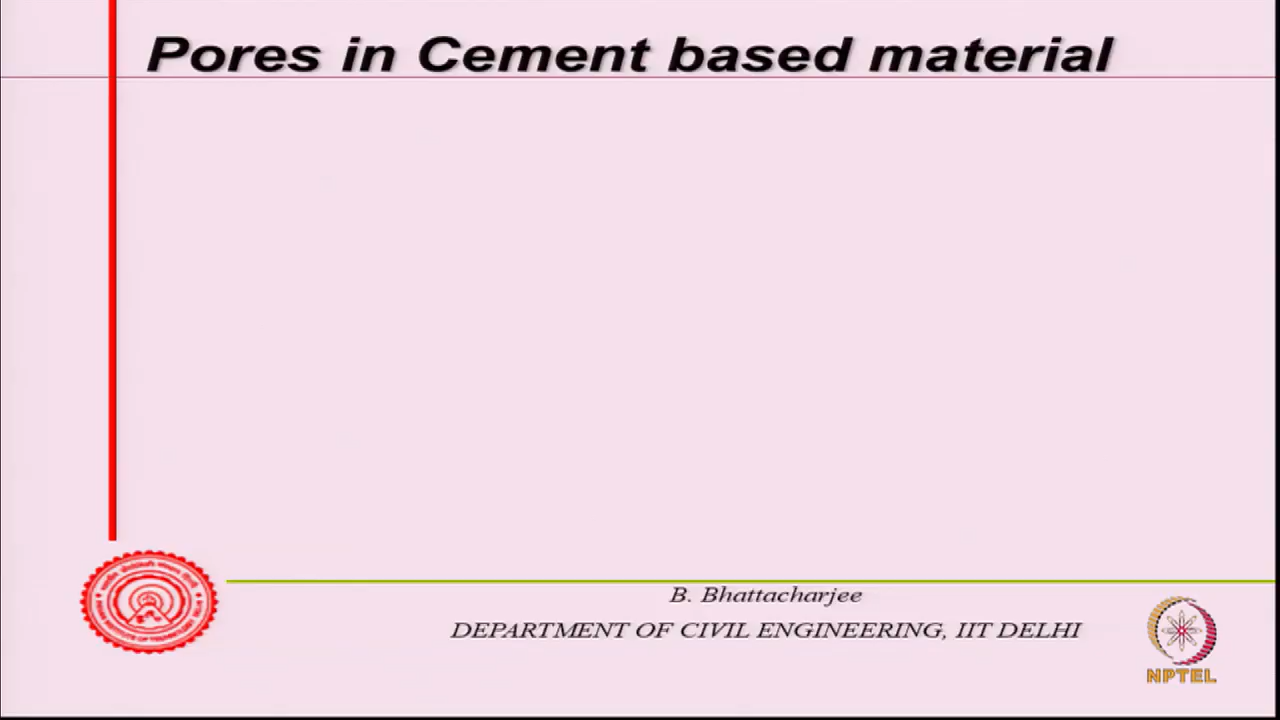 Pores in Cement based material
B. Bhattacharjee
DEPARTMENT OF CIVIL ENGINEERING, IIT DELHI
NPTEL